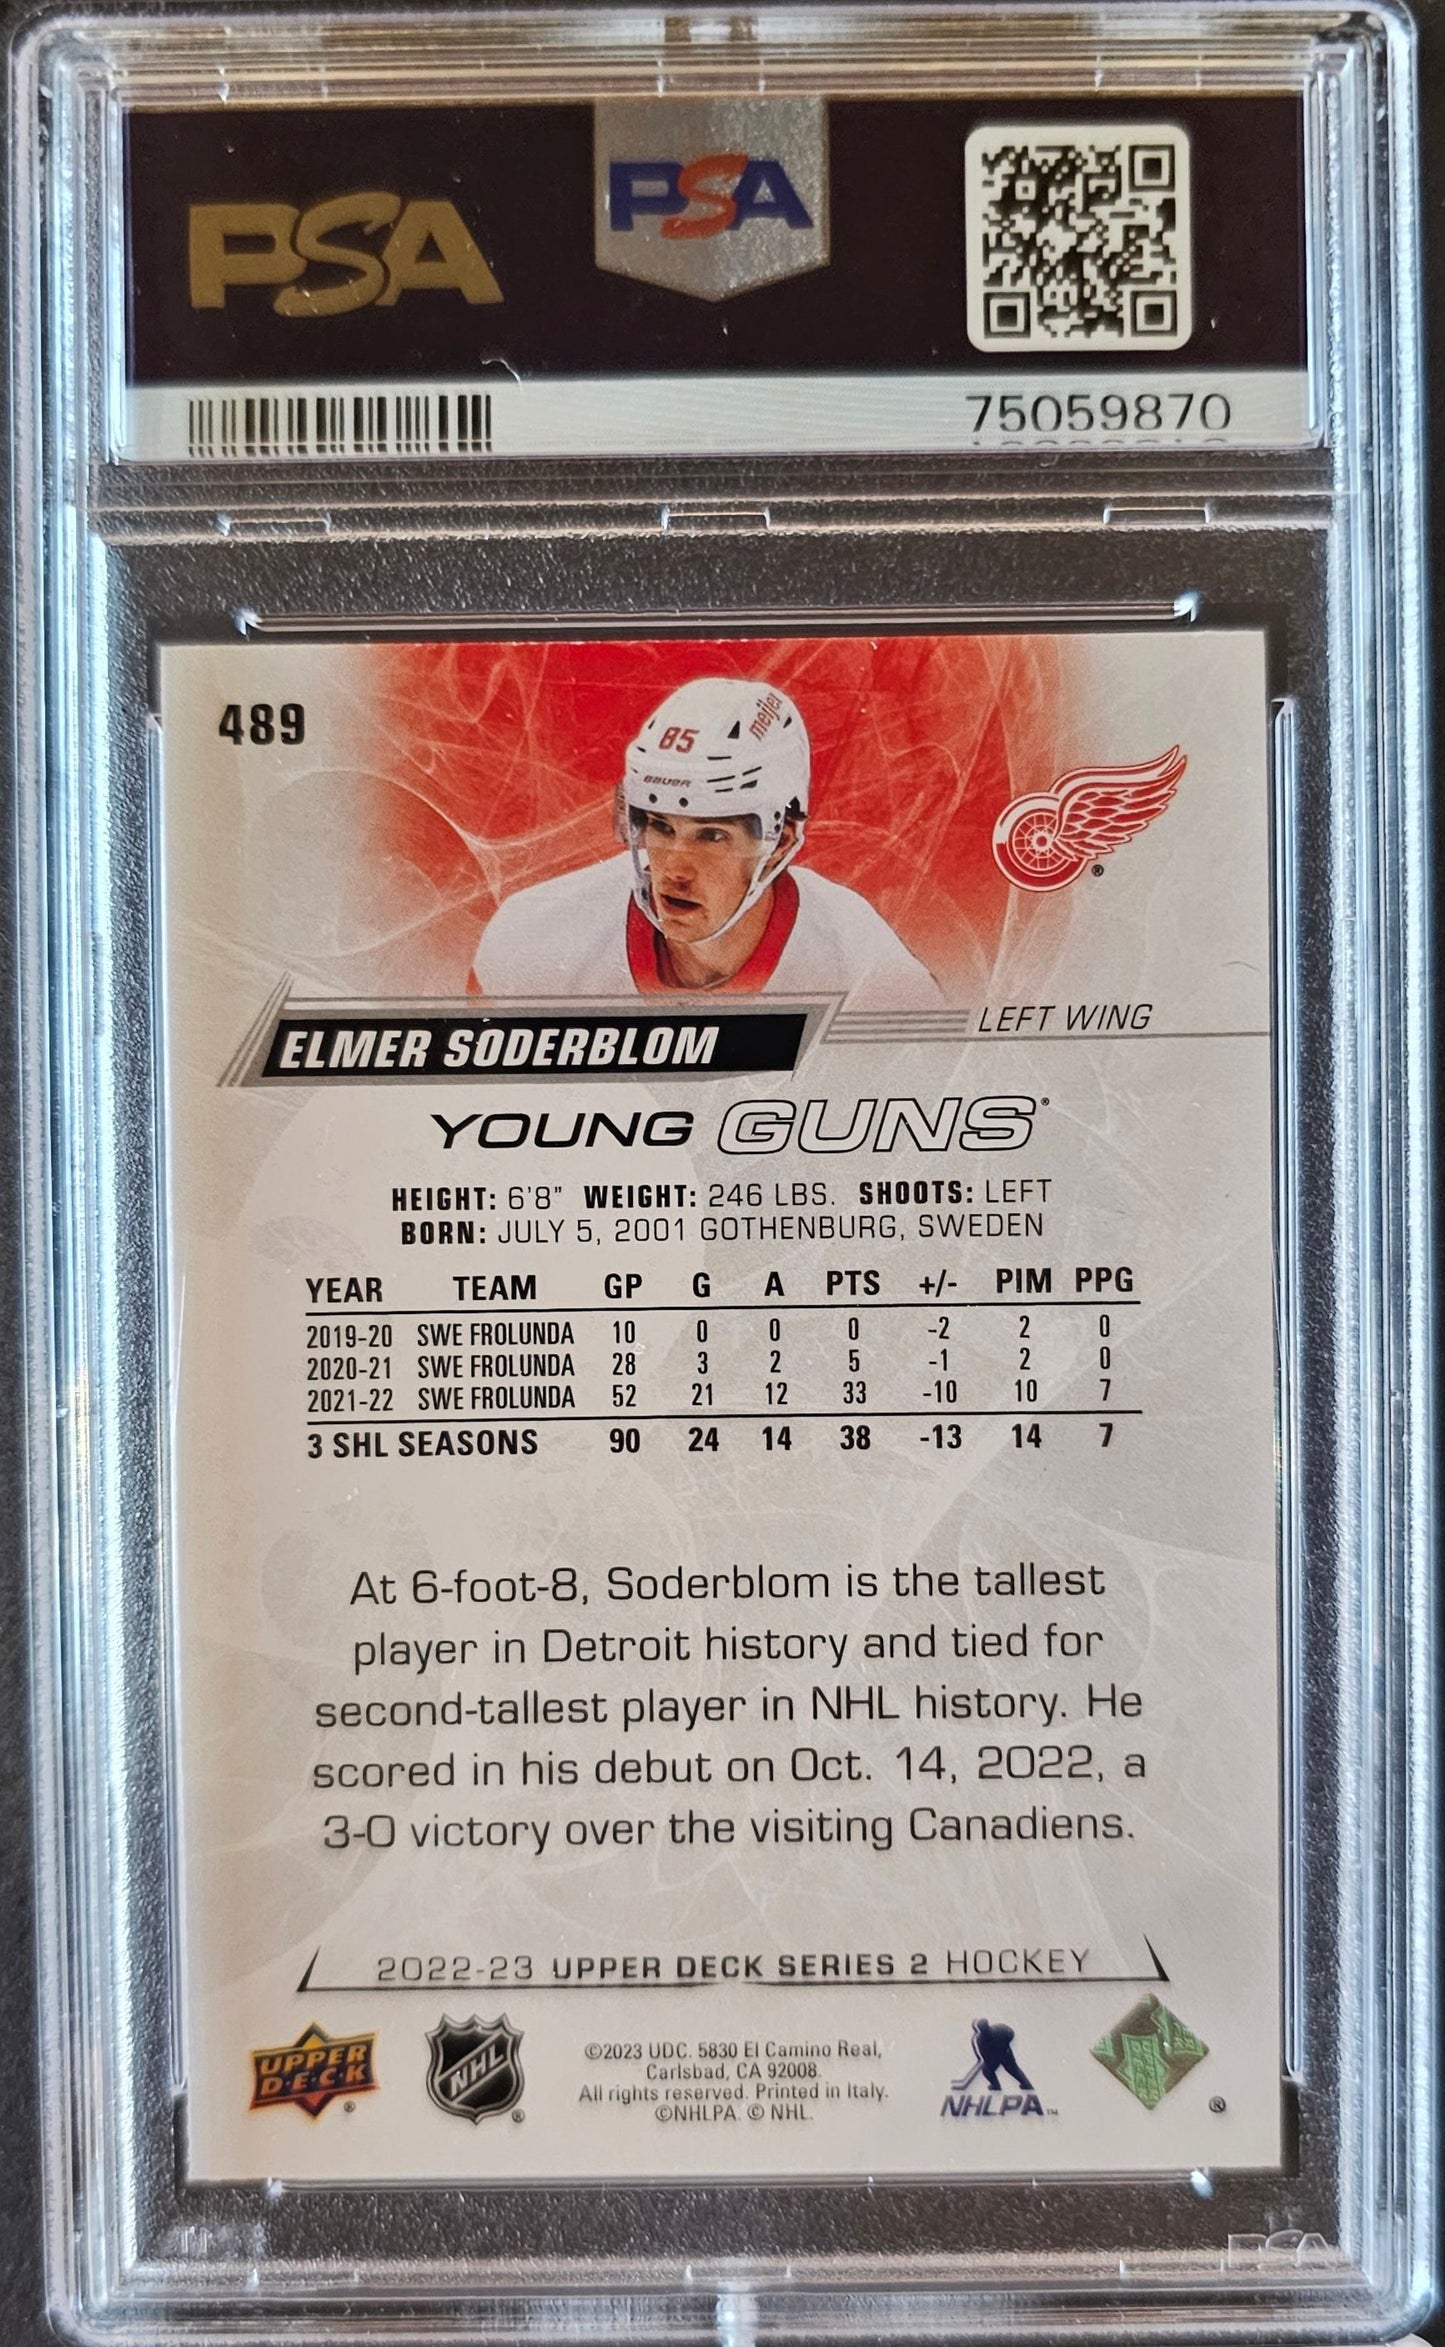 PSA
PSA
75059870
489
85
meijer
BAUER
ELMER SODERBLOM
LEFT WING
YOUNG GUNS®
HEIGHT: 6'8" WEIGHT: 246 LBS. SHOOTS: LEFT
BORN: JULY 5, 2001 GOTHENBURG, SWEDEN
YEAR TEAM GP G A PTS +/- PIM PPG
2019-20 SWE FROLUNDA 10 0 0 0 -2 2 0
2020-21 SWE FROLUNDA 28 3 2 5 -1 2 0
2021-22 SWE FROLUNDA 52 21 12 33 -10 10 7
3 SHL SEASONS 90 24 14 38 -13 14 7
At 6-foot-8, Soderblom is the tallest
player in Detroit history and tied for
second-tallest player in NHL history. He
scored in his debut on Oct. 14, 2022, a
3-0 victory over the visiting Canadiens.
2022-23 UPPER DECK SERIES 2 HOCKEY
UPPER
DECK
®
NHL
®
©2023 UDC. 5830 El Camino Real,
Carlsbad, CA 92008.
All rights reserved. Printed in Italy.
©NHLPA. © NHL.
NHLPA™
®
PSA